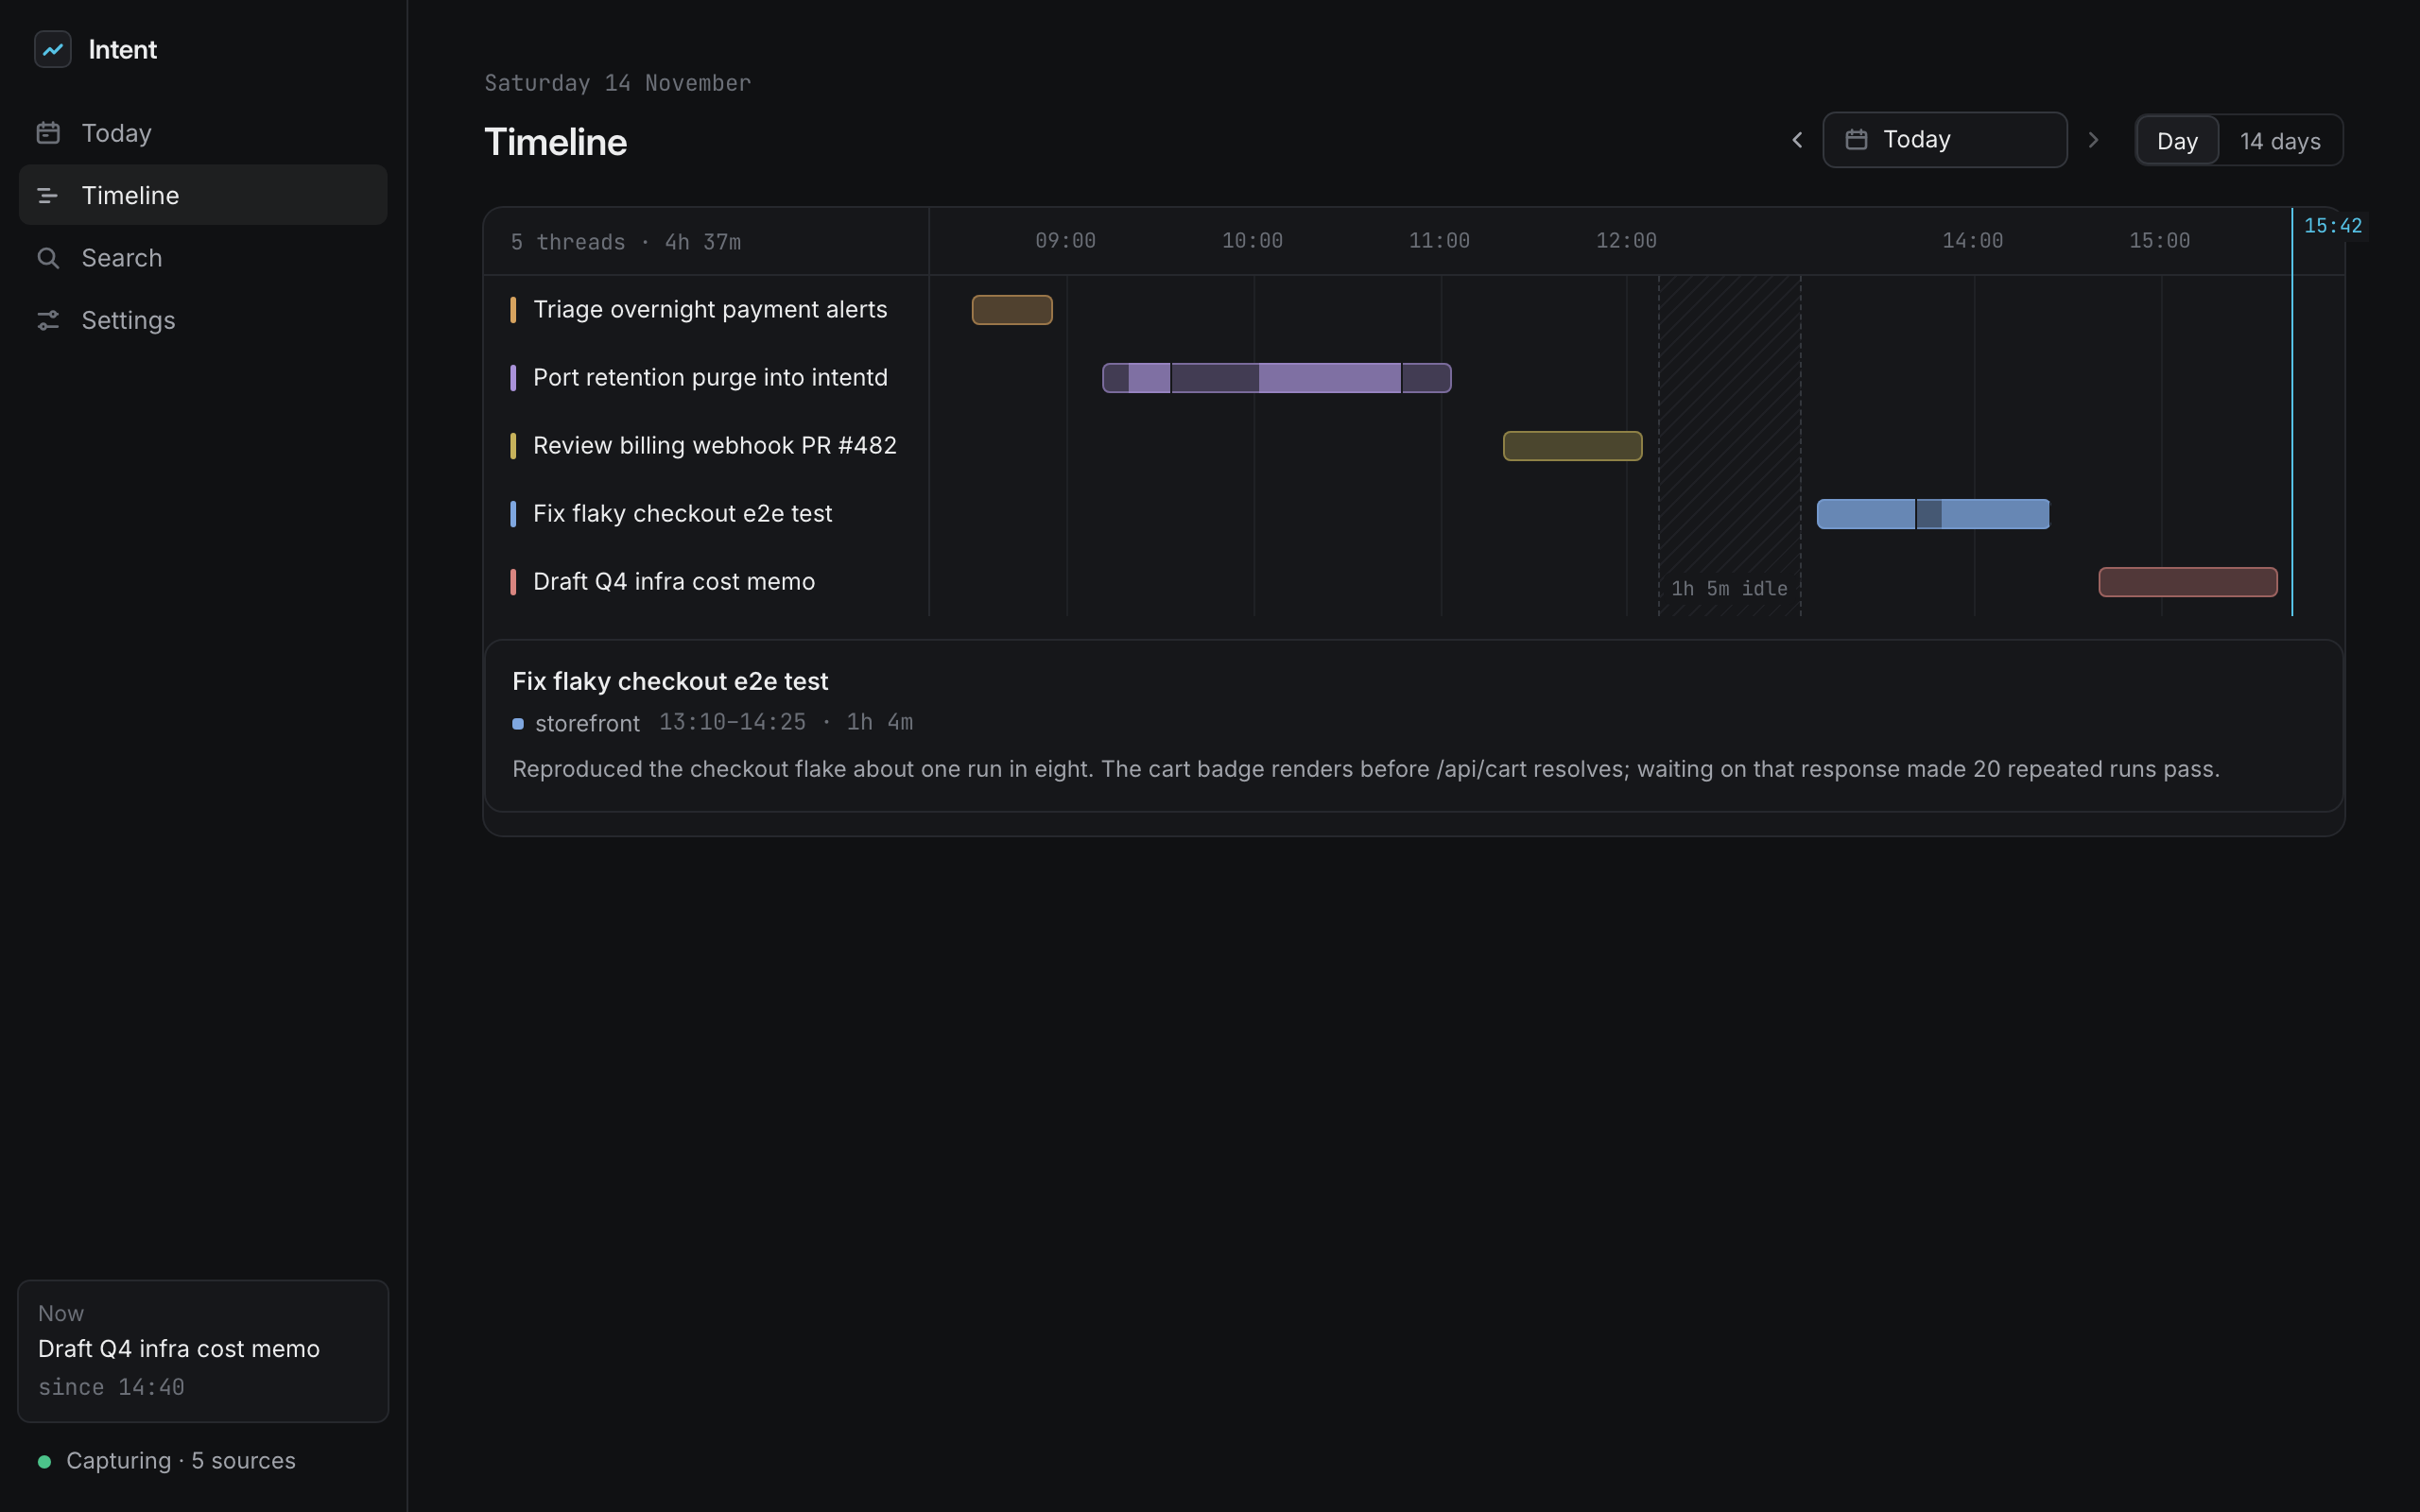 Intent
Today
Timeline
Search
Settings
Now
Draft Q4 infra cost memo
since 14:40
Capturing · 5 sources
Saturday 14 November
Timeline
Today
Day
14 days
5 threads · 4h 37m
09:00
10:00
11:00
12:00
14:00
15:00
15:42
Triage overnight payment alerts
Port retention purge into intentd
Review billing webhook PR #482
Fix flaky checkout e2e test
Draft Q4 infra cost memo
1h 5m idle
Fix flaky checkout e2e test
storefront 13:10–14:25 · 1h 4m
Reproduced the checkout flake about one run in eight. The cart badge renders before /api/cart resolves; waiting on that response made 20 repeated runs pass.